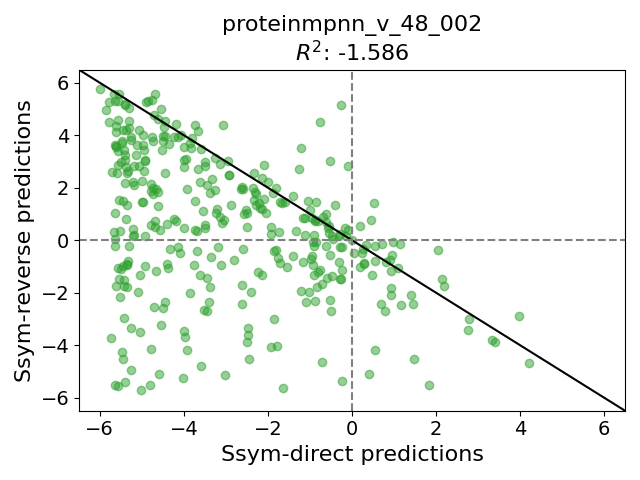 proteinmpnn_v_48_002
R²: -1.586
Ssym-reverse predictions
6
4
2
0
−2
−4
−6
−6 −4 −2 0 2 4 6
Ssym-direct predictions